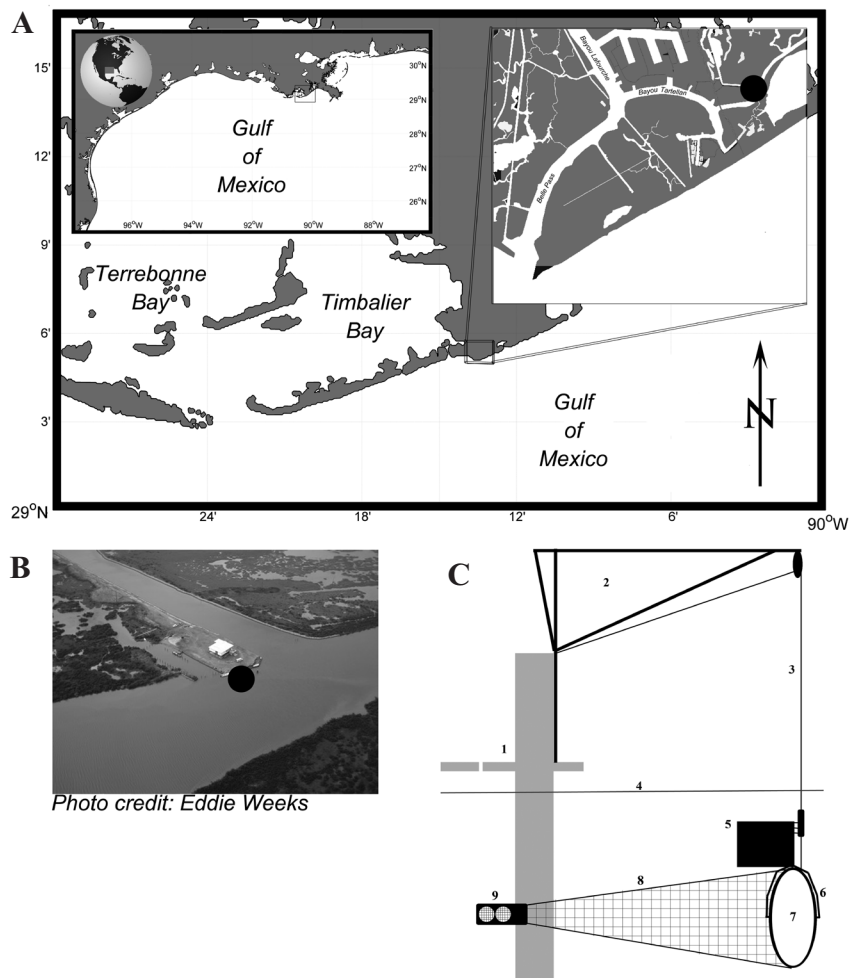 A
15'
12'
9'
6'
3'
29°N
24'
18'
12'
6'
90°W
30°N
29°N
28°N
27°N
26°N
25°N
96°W
94°W
92°W
90°W
88°W
Gulf
of
Mexico
Bayou Lafourche
Bayou Tartellan
Belle Pass
Terrebonne
Bay
Timbalier
Bay
Gulf
of
Mexico
N
B
Photo credit: Eddie Weeks
C
2
3
1
4
5
8
6
9
7